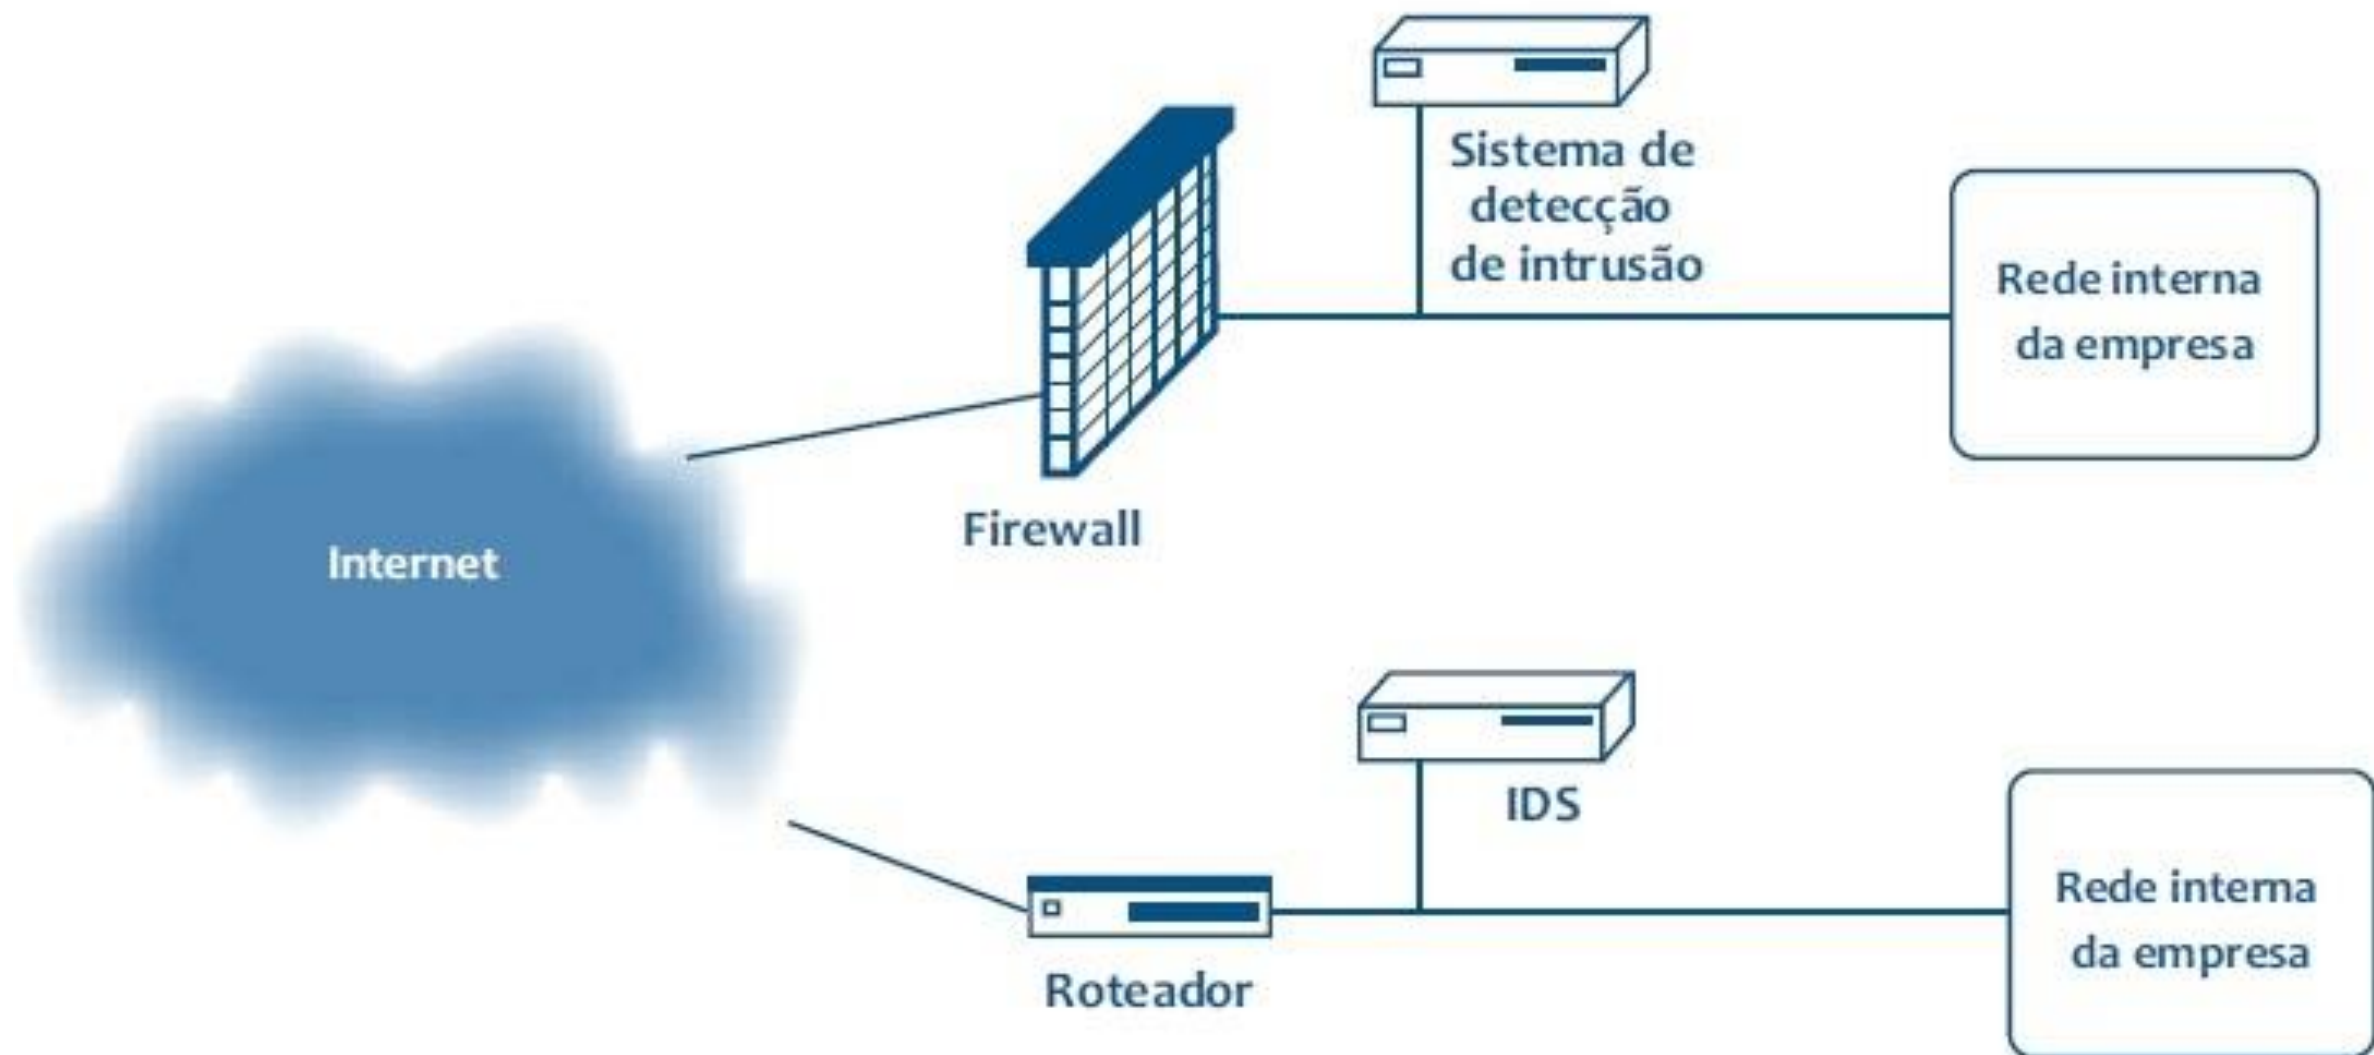 Sistema de
detecção
de intrusão
Rede interna
da empresa
Firewall
Internet
IDS
Rede interna
da empresa
Roteador